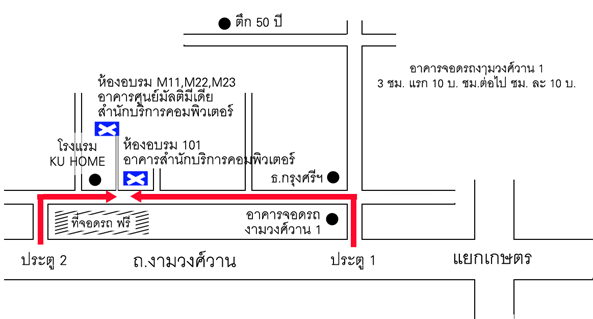 ตึก 50 ปี
อาคารจอดรถงามวงศ์วาน 1
3 ชม. แรก 10 บ. ชม.ต่อไป ชม. ละ 10 บ.
ห้องอบรม M11,M22,M23
อาคารศูนย์มัลติมีเดีย
สำนักบริการคอมพิวเตอร์
โรงแรม
KU HOME
ห้องอบรม 101
อาคารสำนักบริการคอมพิวเตอร์
ธ.กรุงศรีฯ
ที่จอดรถ ฟรี
อาคารจอดรถ
งามวงศ์วาน 1
ประตู 2
ถ.งามวงศ์วาน
ประตู 1
แยกเกษตร